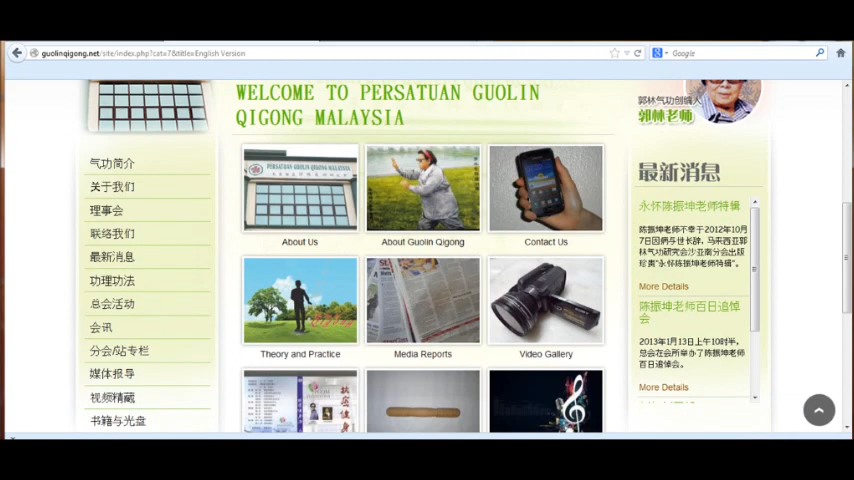 guolinqigong.net/site/index.php?cat=7&title=English Version
Google
WELCOME TO PERSATUAN GUOLIN
QIGONG MALAYSIA
气功简介
关于我们
理事会
联络我们
最新消息
功理功法
总会活动
会讯
分会/站专栏
媒体报导
视频精藏
书籍与光盘
PERSATUAN GUOLIN QIGONG MALAYSIA
About Us
About Guolin Qigong
Contact Us
Theory and Practice
Media Reports
Video Gallery
郭林气功创编人
郭林老师
最新消息
永怀陈振坤老师特辑
陈振坤老师不幸于2012年10月
7日因病与世长辞,马来西亚郭
林气功研究会沙亚南分会出版
珍贵“永怀陈振坤老师特辑”。
More Details
陈振坤老师百日追悼
会
2013年1月13日上午10时半,
总会在会所举办了陈振坤老师
百日追悼会。
More Details